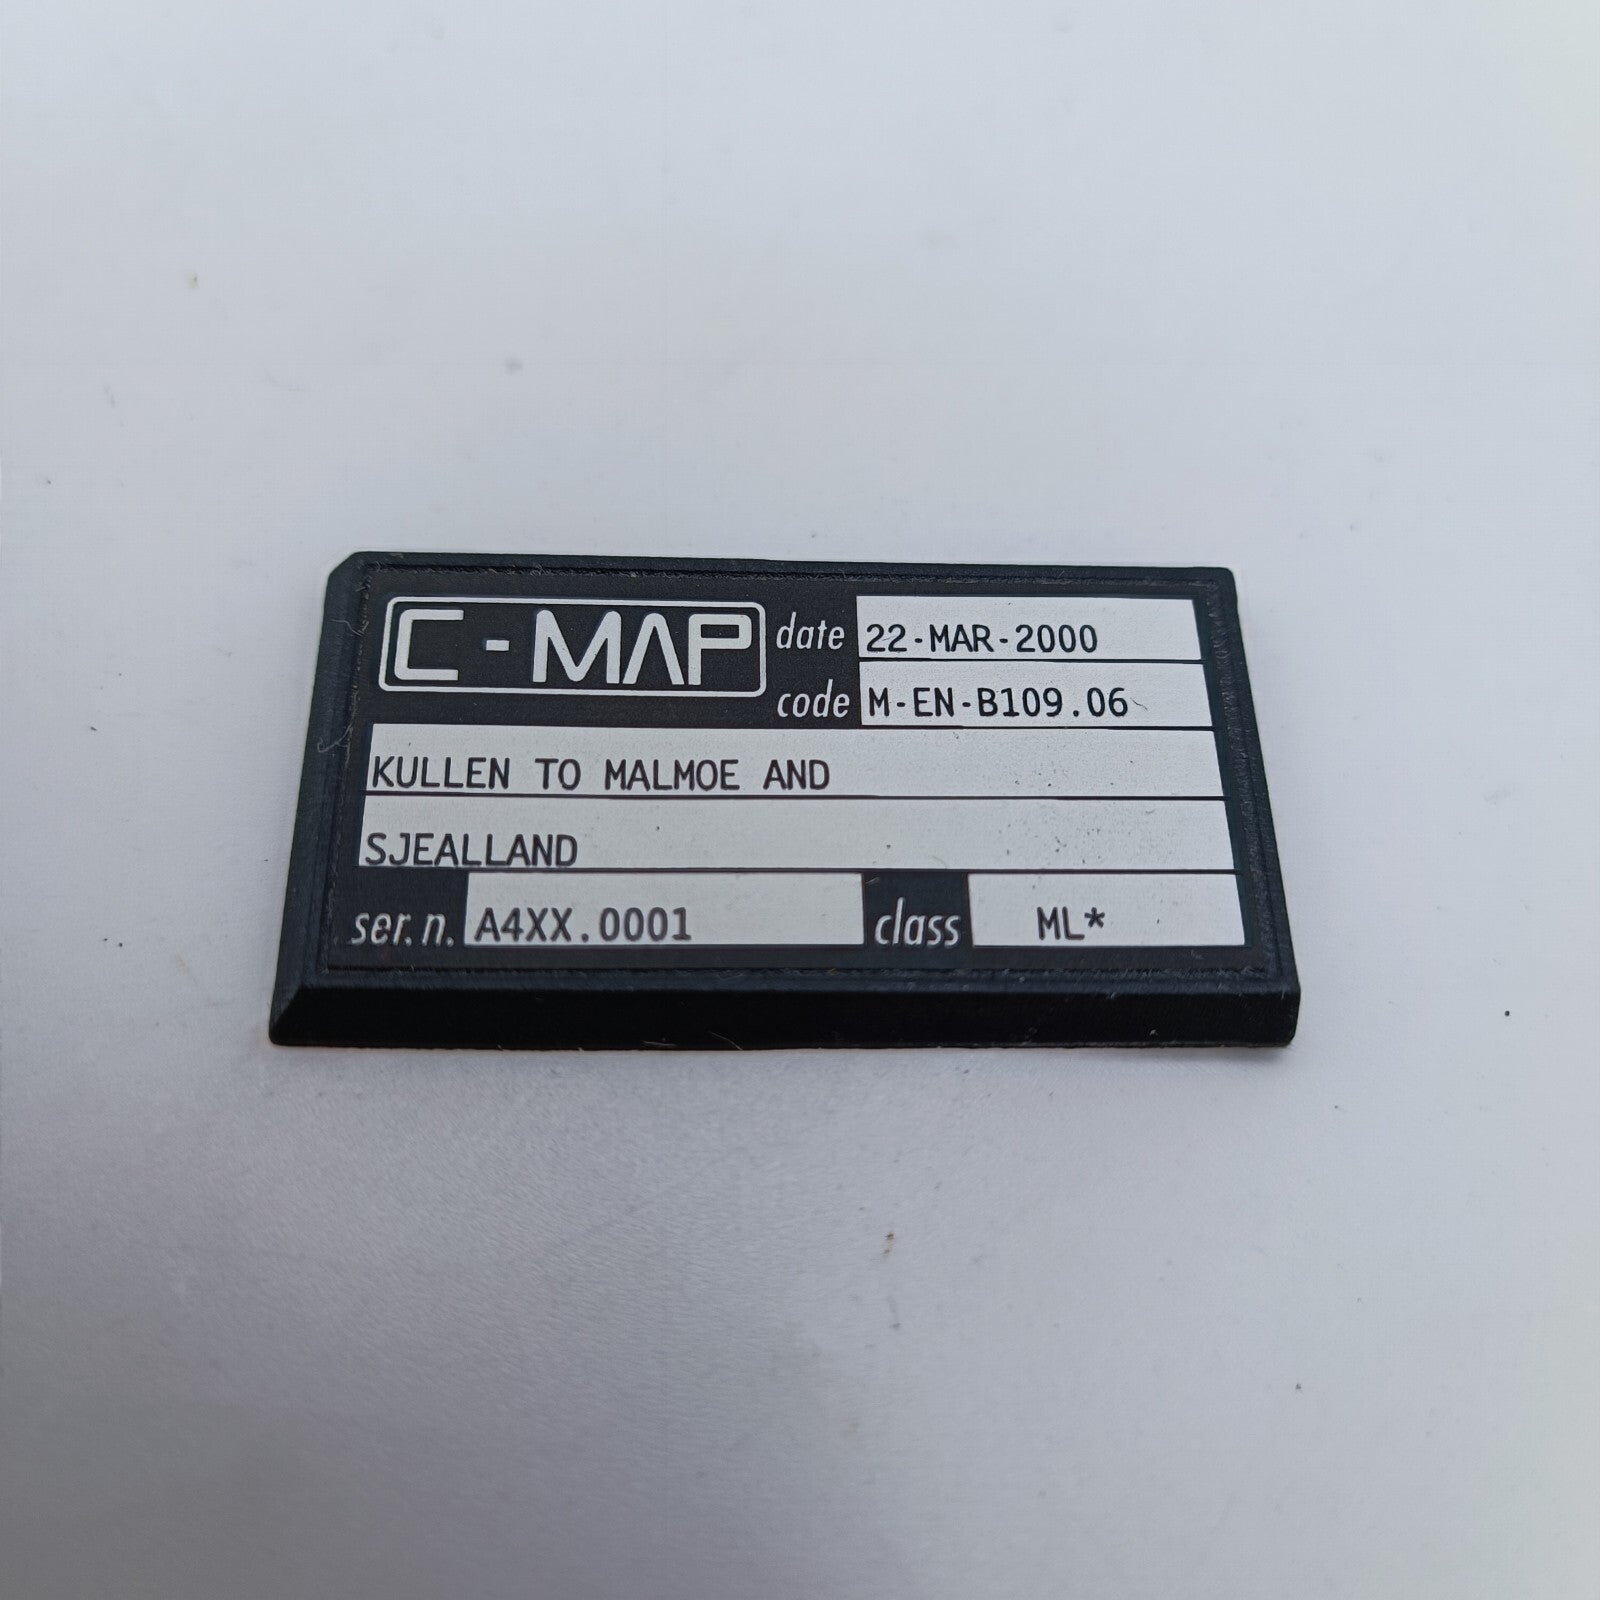 C-MAP date 22-MAR-2000
code M-EN-B109.06
KULLEN TO MALMOE AND
SJEALLAND
ser. n. A4XX.0001 class ML*